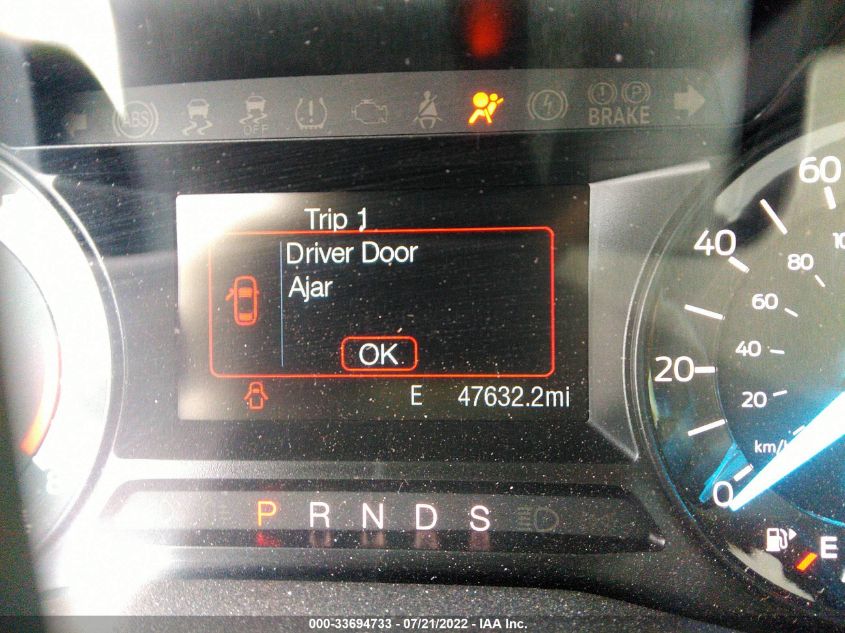 ABS
OFF
BRAKE
Trip 1
Driver Door
Ajar
OK
E 47632.2mi
P R N D S
60
40
20
0
80
60
40
20
km/
E
000-33694733 - 07/21/2022 - IAA Inc.